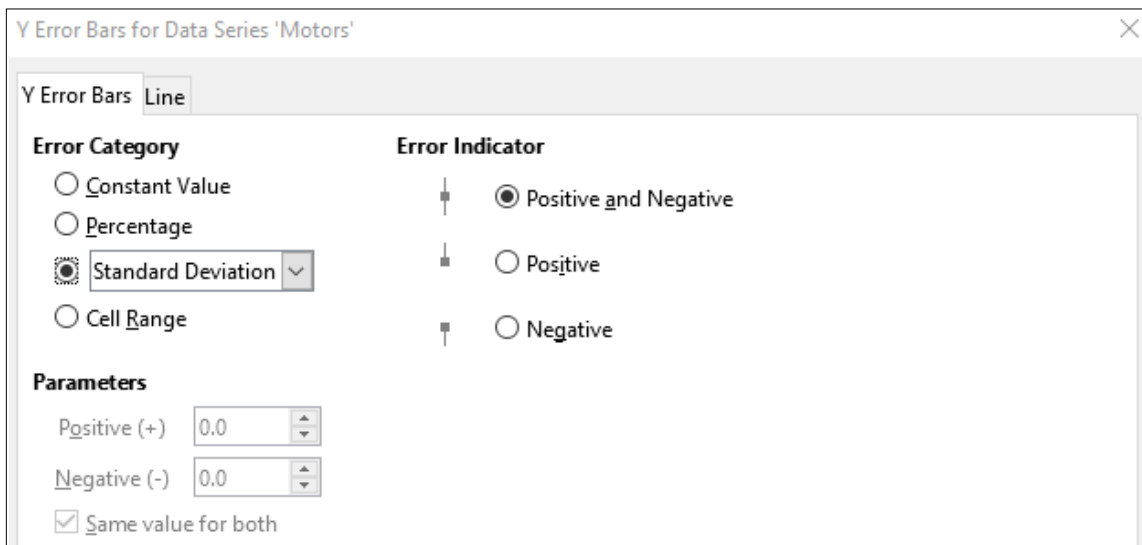 Y Error Bars for Data Series 'Motors'
Y Error Bars
Line
Error Category
Constant Value
Percentage
Standard Deviation
Cell Range
Error Indicator
Positive and Negative
Positive
Negative
Parameters
Positive (+) 0.0
Negative (-) 0.0
Same value for both